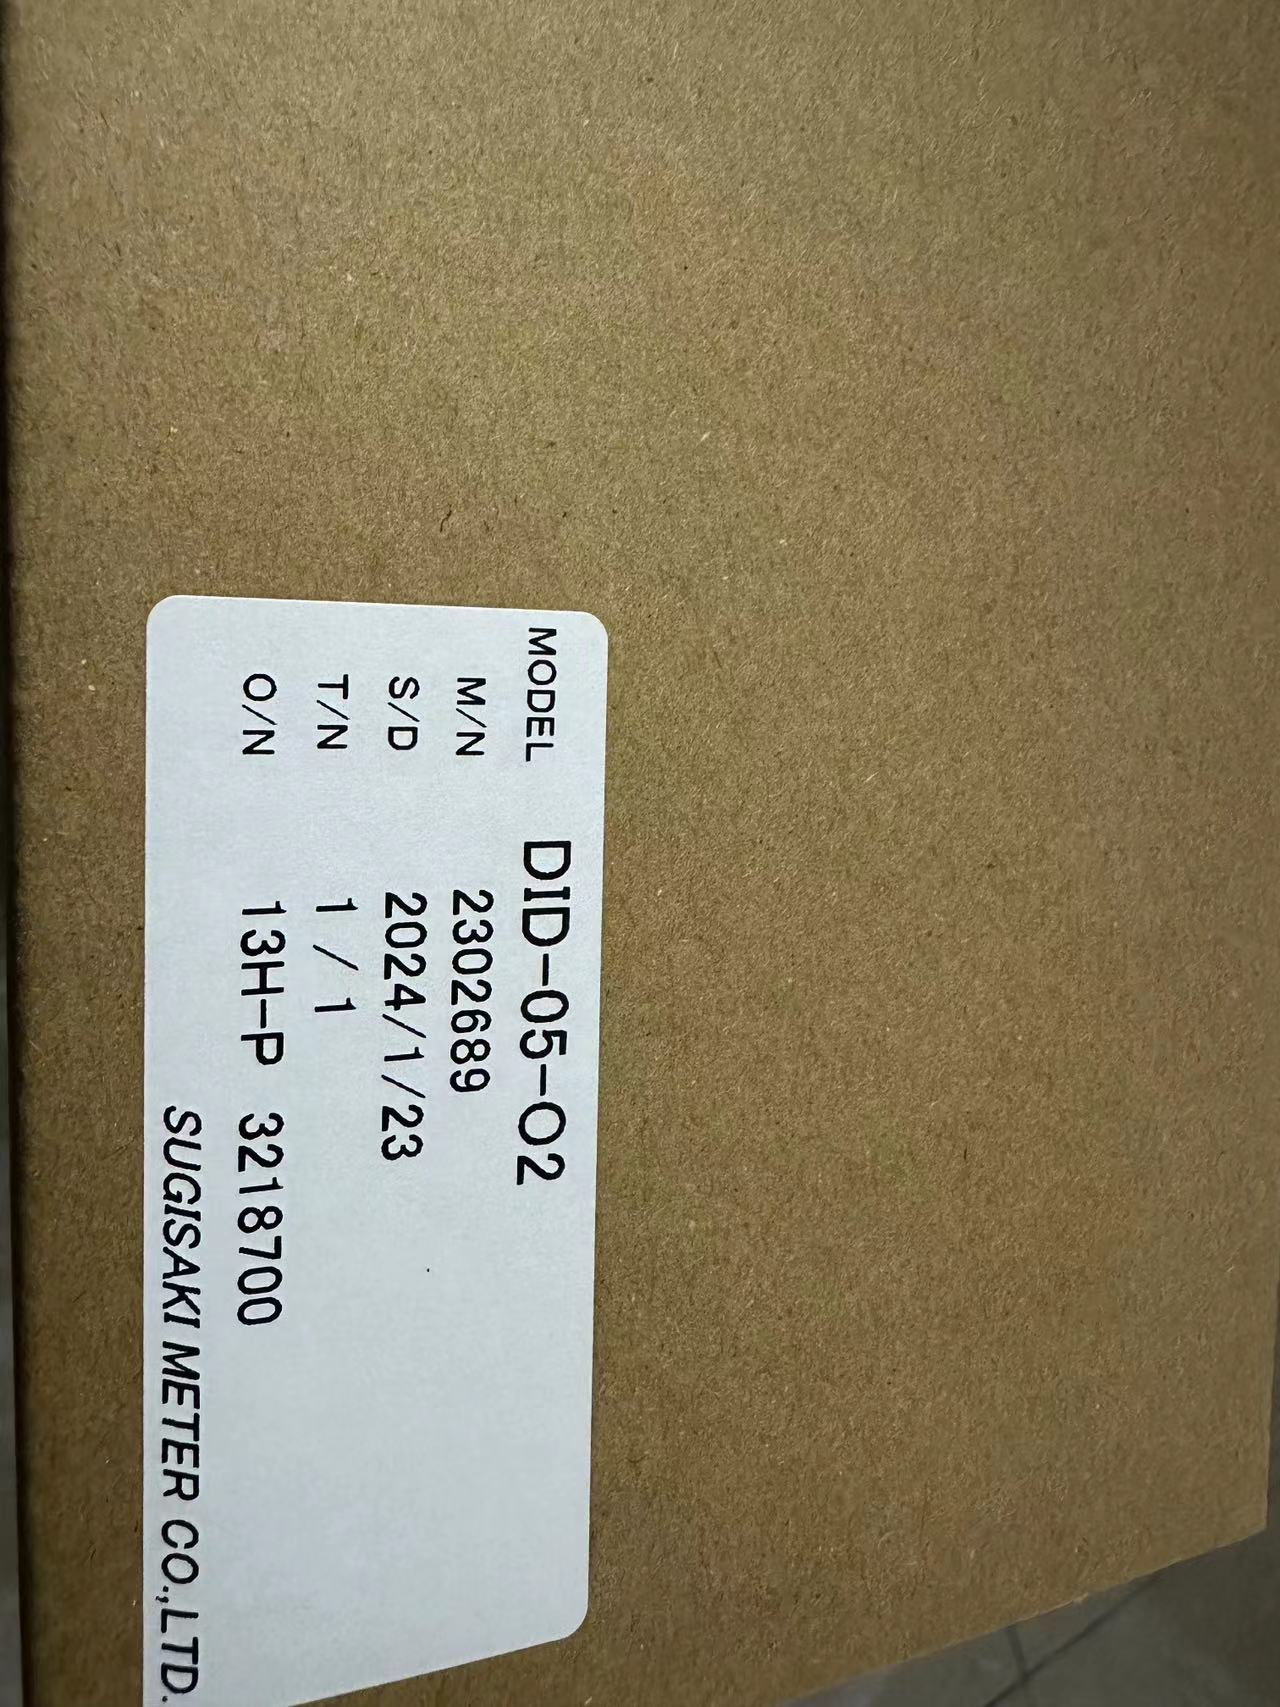 MODEL DID-05-O2
M/N 2302689
S/D 2024/1/23
T/N 1 / 1
O/N 13H-P 3218700
SUGISAKI METER CO.,LTD.